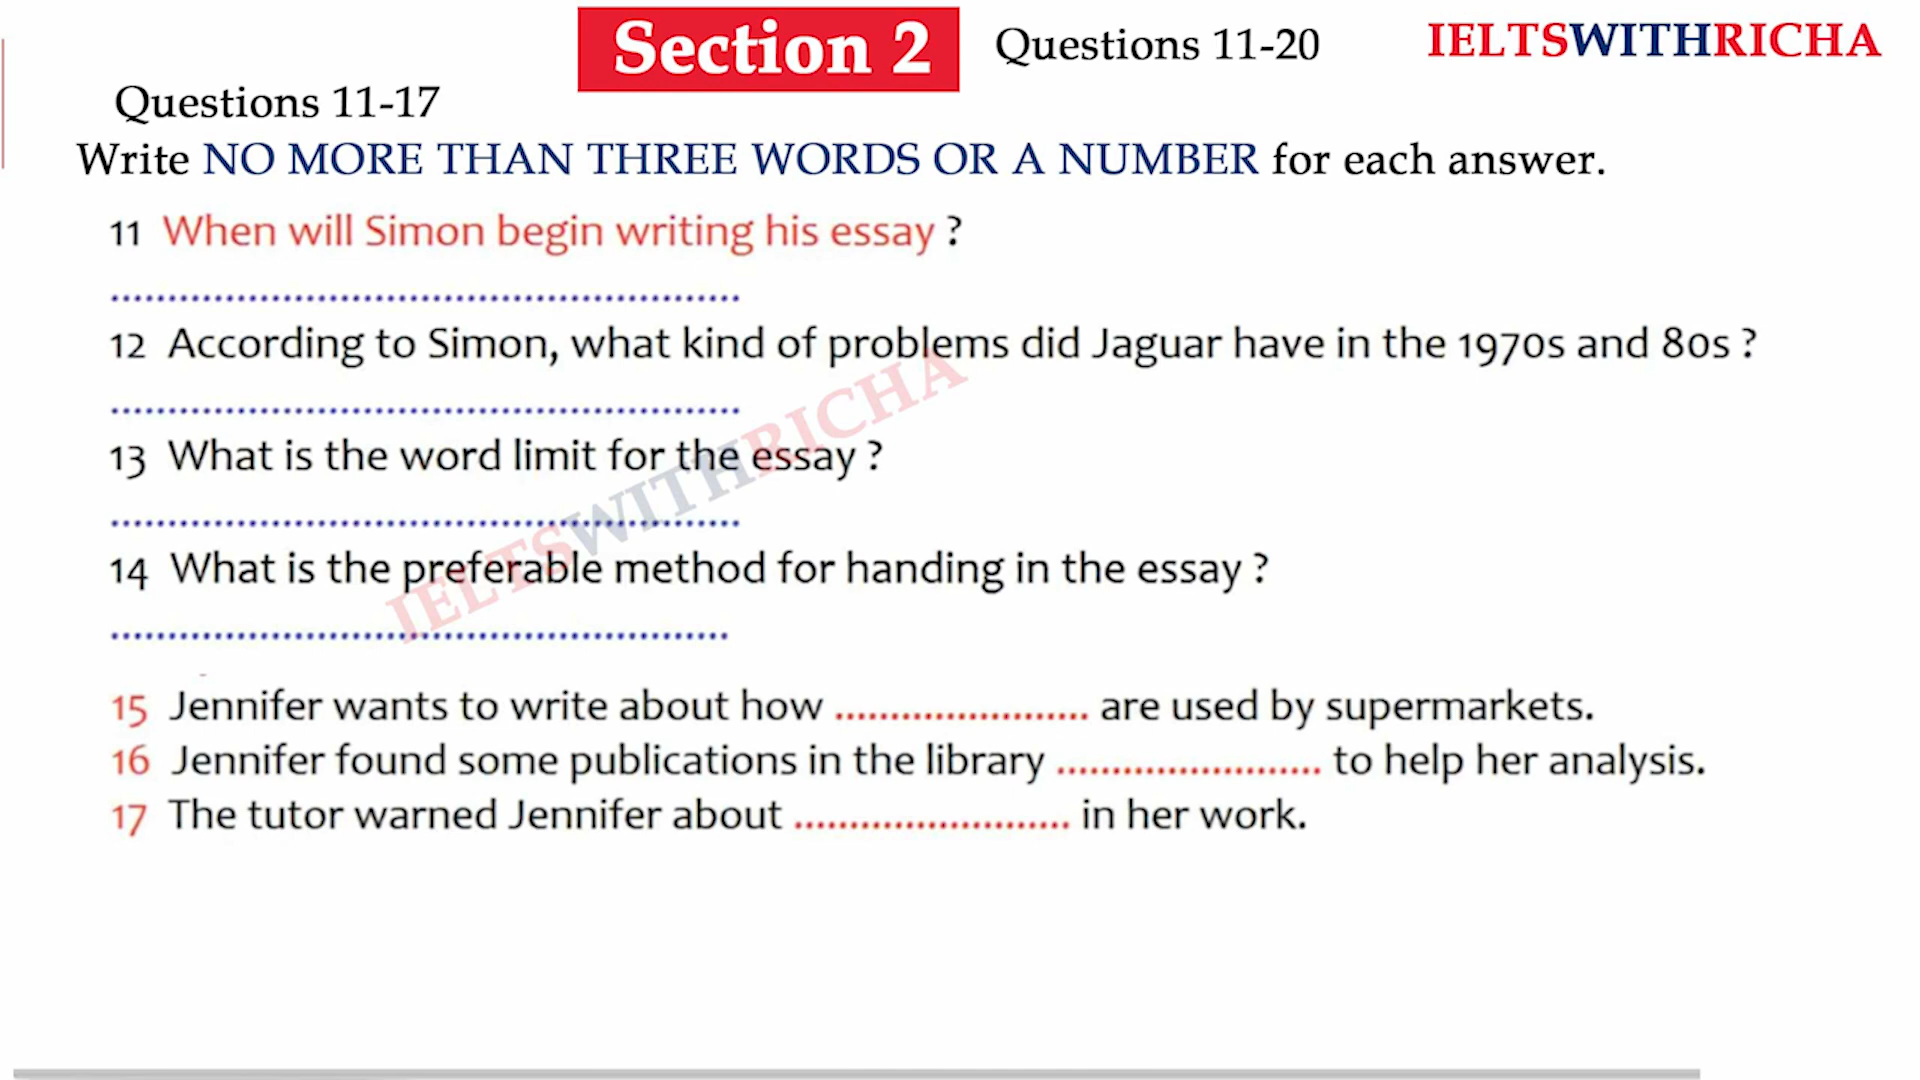 Section 2 Questions 11-20 IELTSWITHRICHA
Questions 11-17
Write NO MORE THAN THREE WORDS OR A NUMBER for each answer.
11 When will Simon begin writing his essay ?
......................................................
12 According to Simon, what kind of problems did Jaguar have in the 1970s and 80s ?
......................................................
13 What is the word limit for the essay ?
......................................................
14 What is the preferable method for handing in the essay ?
.....................................................
IELTSWITHRICHA
15 Jennifer wants to write about how ....................... are used by supermarkets.
16 Jennifer found some publications in the library ........................ to help her analysis.
17 The tutor warned Jennifer about ......................... in her work.